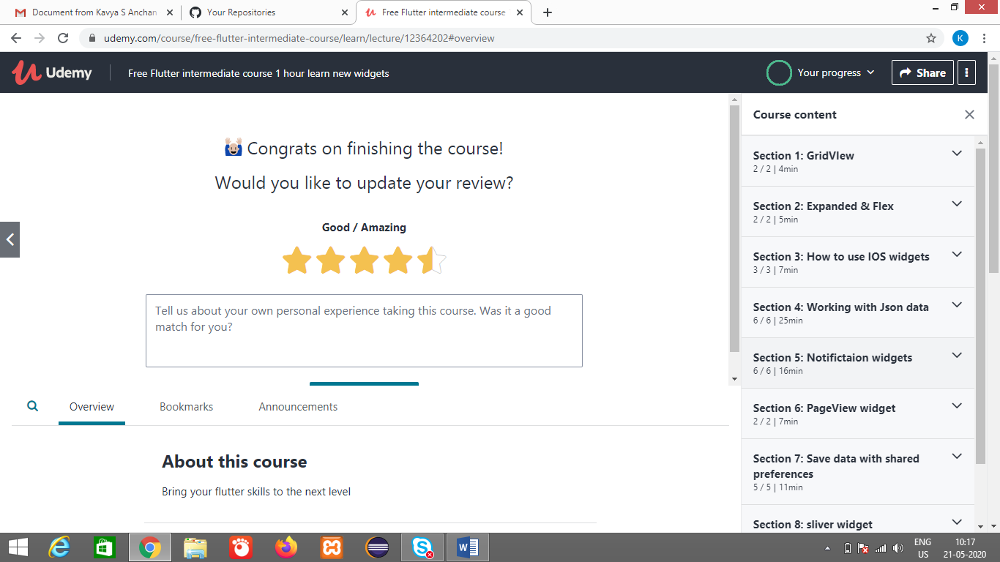 Document from Kavya S Anchan
Your Repositories
Free Flutter intermediate course
udemy.com/course/free-flutter-intermediate-course/learn/lecture/12364202#overview
K
Udemy
Free Flutter intermediate course 1 hour learn new widgets
Your progress
Share
Congrats on finishing the course!
Would you like to update your review?
Good / Amazing
Tell us about your own personal experience taking this course. Was it a good
match for you?
Overview
Bookmarks
Announcements
About this course
Bring your flutter skills to the next level
Course content
Section 1: GridVIew
2 / 2 | 4min
Section 2: Expanded & Flex
2 / 2 | 5min
Section 3: How to use IOS widgets
3 / 3 | 7min
Section 4: Working with Json data
6 / 6 | 25min
Section 5: Notifictaion widgets
6 / 6 | 16min
Section 6: PageView widget
2 / 2 | 7min
Section 7: Save data with shared
preferences
5 / 5 | 11min
Section 8: sliver widget
ENG
US
10:17
21-05-2020